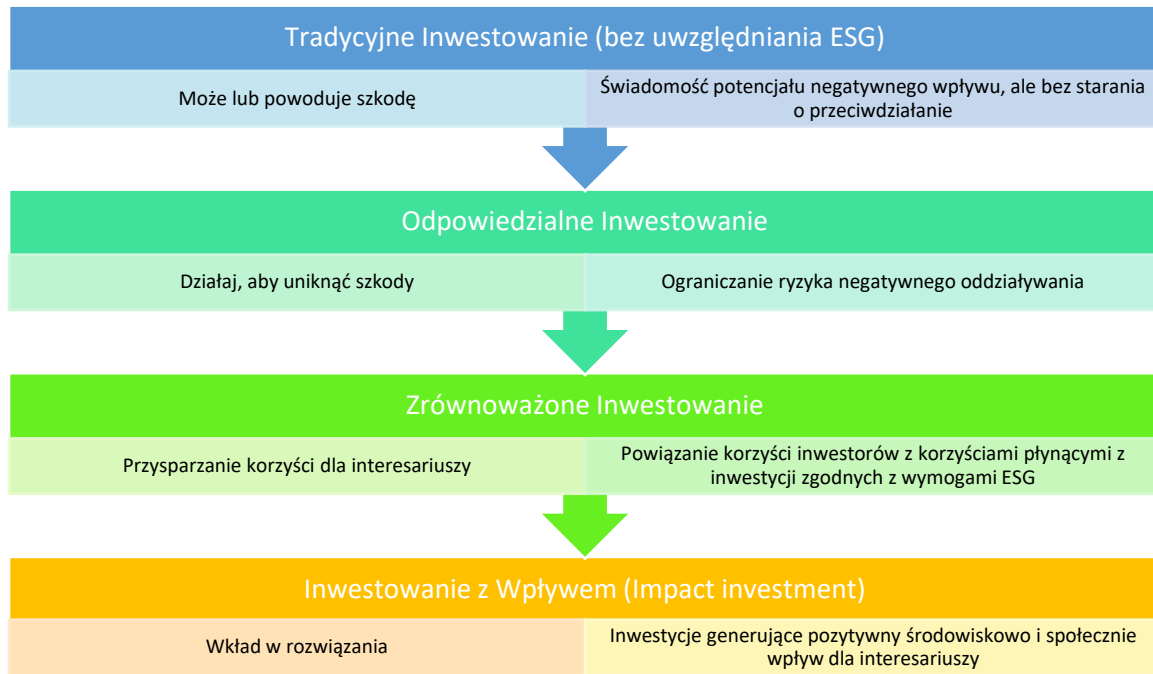 Tradycyjne Inwestowanie (bez uwzględniania ESG)
Może lub powoduje szkodę
Świadomość potencjału negatywnego wpływu, ale bez starania
o przeciwdziałanie
Odpowiedzialne Inwestowanie
Działaj, aby uniknąć szkody
Ograniczanie ryzyka negatywnego oddziaływania
Zrównoważone Inwestowanie
Przysparzanie korzyści dla interesariuszy
Powiązanie korzyści inwestorów z korzyściami płynącymi z
inwestycji zgodnych z wymogami ESG
Inwestowanie z Wpływem (Impact investment)
Wkład w rozwiązania
Inwestycje generujące pozytywny środowiskowo i społecznie
wpływ dla interesariuszy